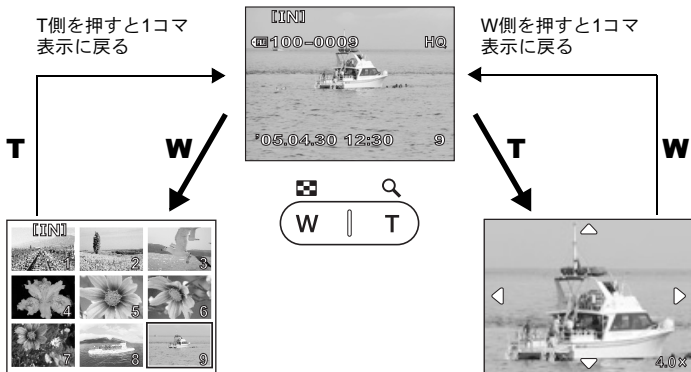 T側を押すと1コマ
表示に戻る
[IN]
100-0009 HQ
'05.04.30 12:30 9
W側を押すと1コマ
表示に戻る
T W T W
W T
[IN]
1 2 3
4 5 6
7 8 9
4.0×